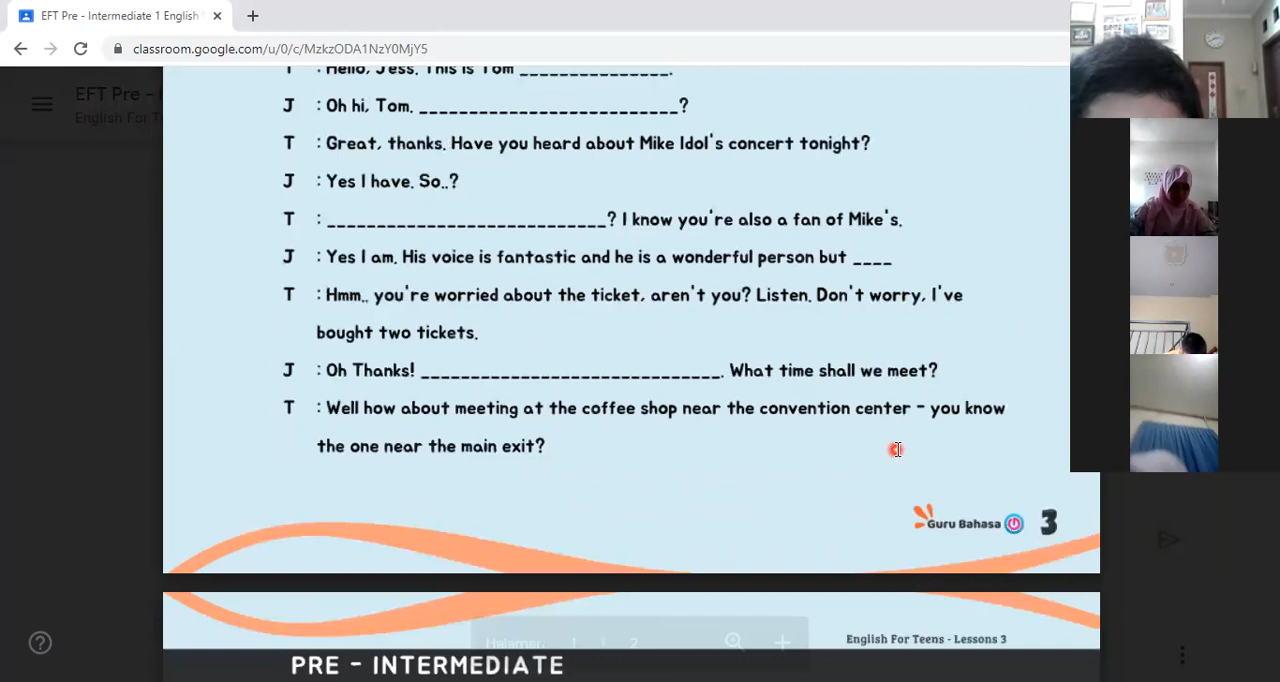 EFT Pre - Intermediate 1 English
classroom.google.com/u/0/c/MzkzODA1NzY0MjY5
EFT Pre -
English For Te
T : Hello, Jess. This is Tom _______________.
J : Oh hi, Tom. __________________________?
T : Great, thanks. Have you heard about Mike Idol's concert tonight?
J : Yes I have. So..?
T : ____________________________? I know you're also a fan of Mike's.
J : Yes I am. His voice is fantastic and he is a wonderful person but ____
T : Hmm.. you're worried about the ticket, aren't you? Listen. Don't worry, I've
bought two tickets.
J : Oh Thanks! ______________________________. What time shall we meet?
T : Well how about meeting at the coffee shop near the convention center - you know
the one near the main exit?
Guru Bahasa 3
Halaman 1 / 2
English For Teens - Lessons 3
PRE - INTERMEDIATE